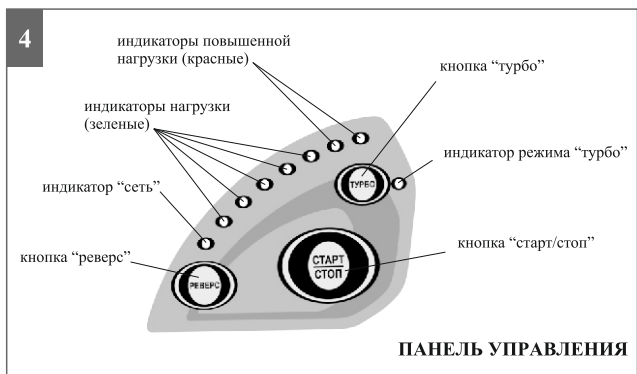 4
индикаторы повышенной
нагрузки (красные)
кнопка “турбо”
индикаторы нагрузки
(зеленые)
индикатор режима “турбо”
ТУРБО
индикатор “сеть”
кнопка “старт/стоп”
кнопка “реверс”
СТАРТ
СТОП
РЕВЕРС
ПАНЕЛЬ УПРАВЛЕНИЯ